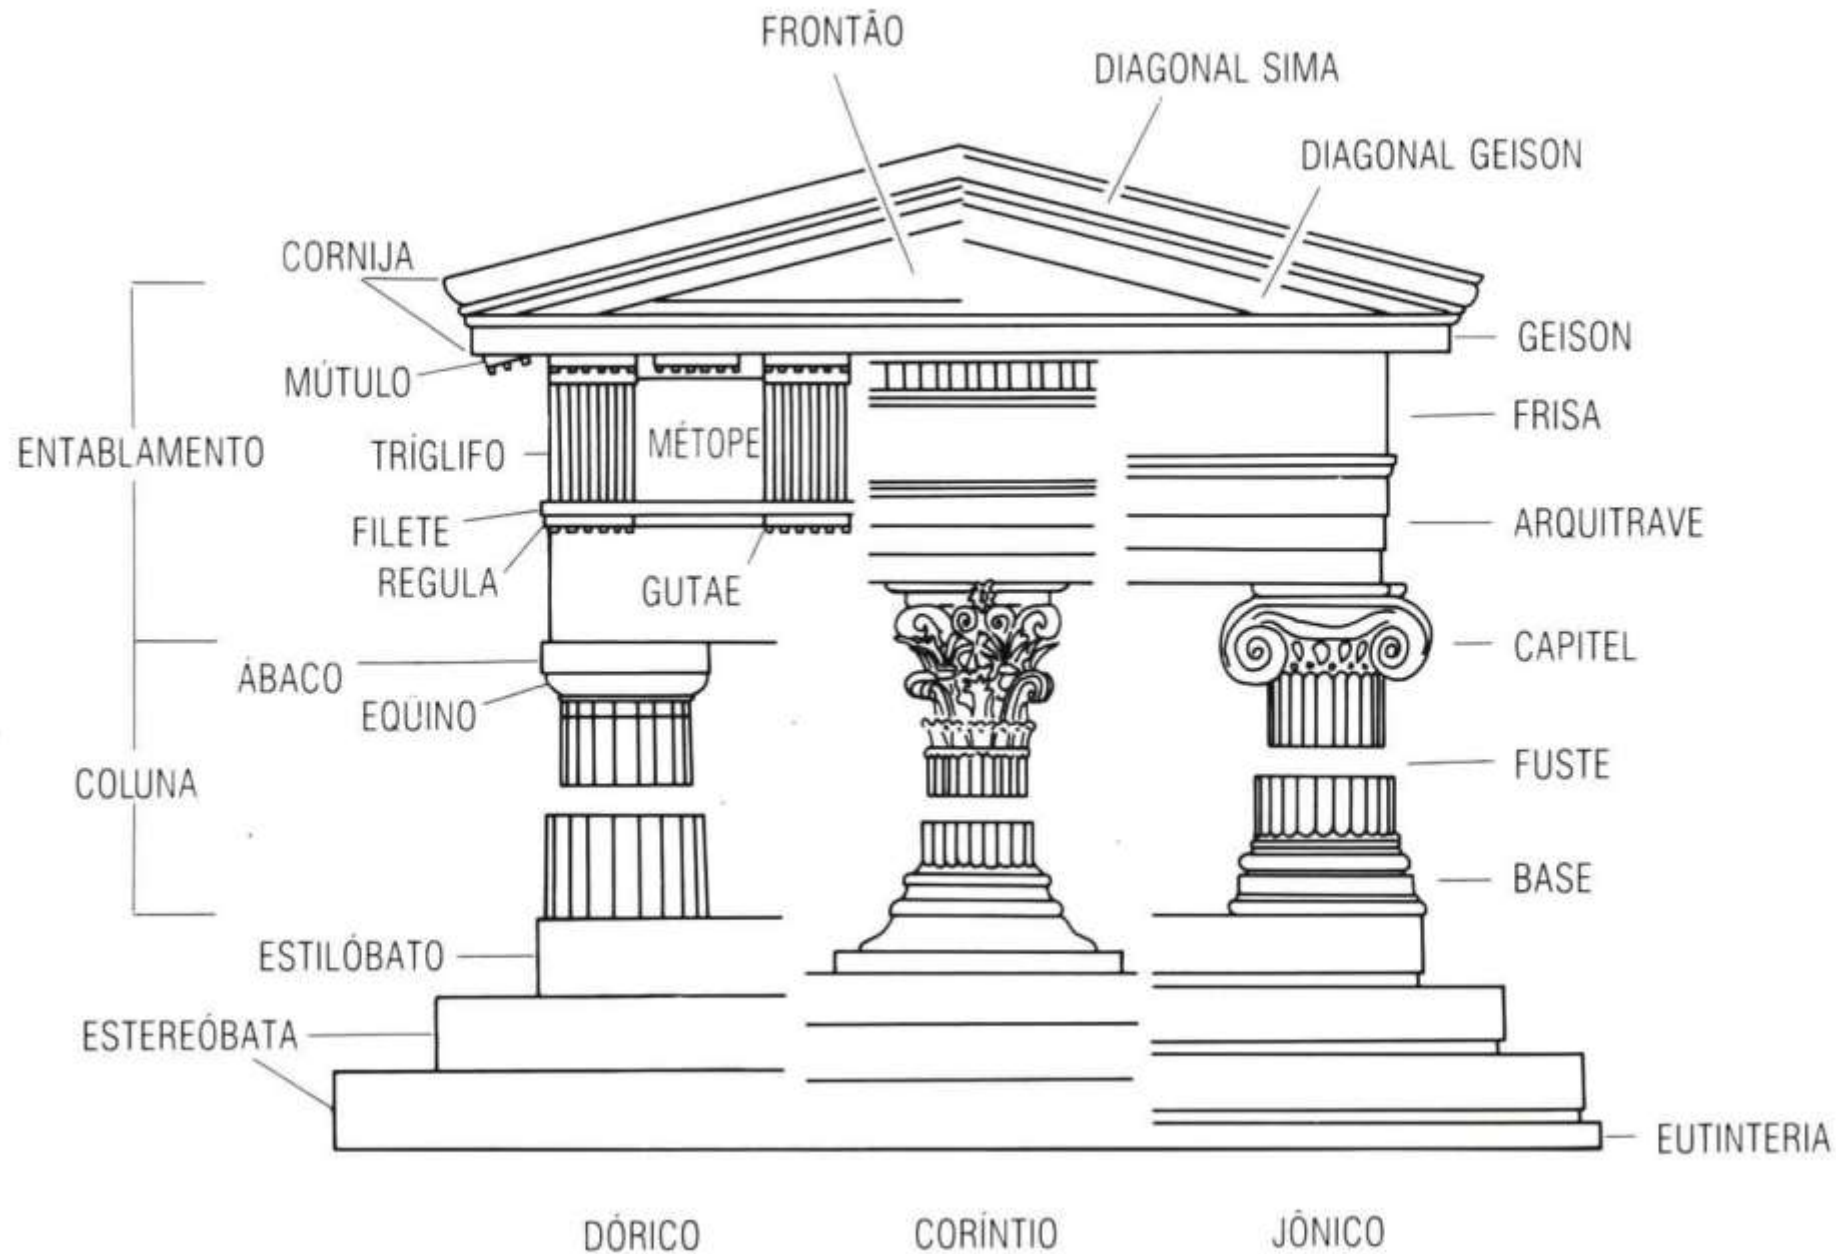 FRONTÃO
DIAGONAL SIMA
DIAGONAL GEISON
CORNIJA
GEISON
MÚTULO
FRISA
MÉTOPE
ENTABLAMENTO
TRÍGLIFO
FILETE
ARQUITRAVE
REGULA
GUTAE
CAPITEL
ÁBACO
EQÜINO
FUSTE
COLUNA
BASE
ESTILÓBATO
ESTEREÓBATA
EUTINTERIA
DÓRICO
CORÍNTIO
JÔNICO